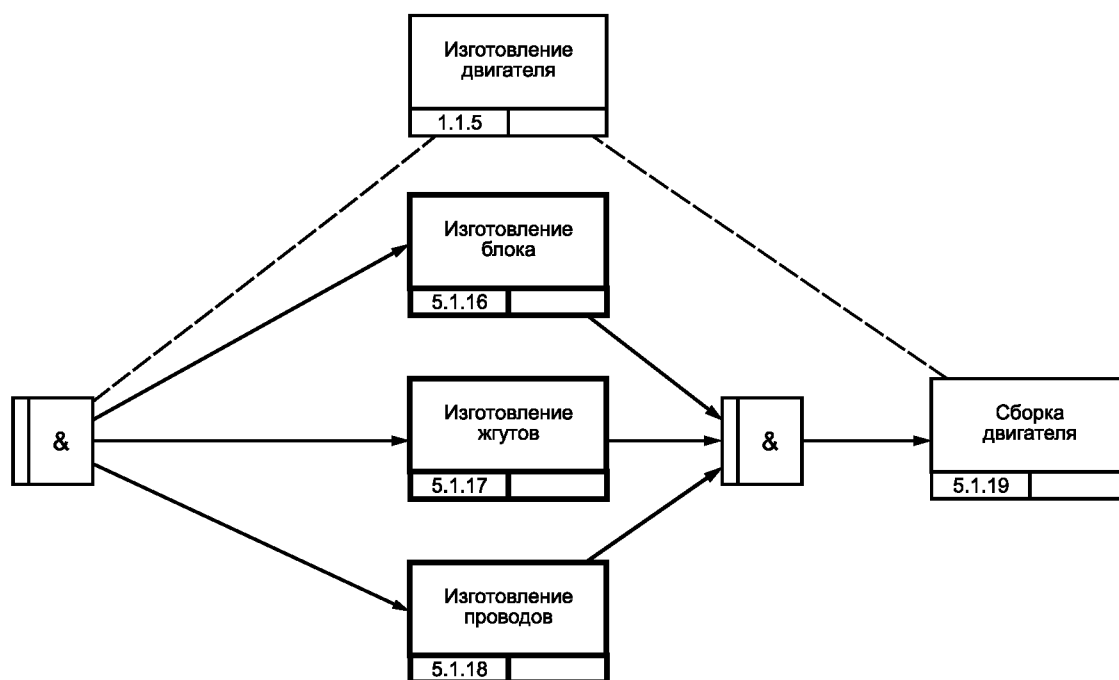 Изготовление
двигателя
1.1.5
Изготовление
блока
5.1.16
&
Изготовление
жгутов
5.1.17
&
Сборка
двигателя
5.1.19
Изготовление
проводов
5.1.18